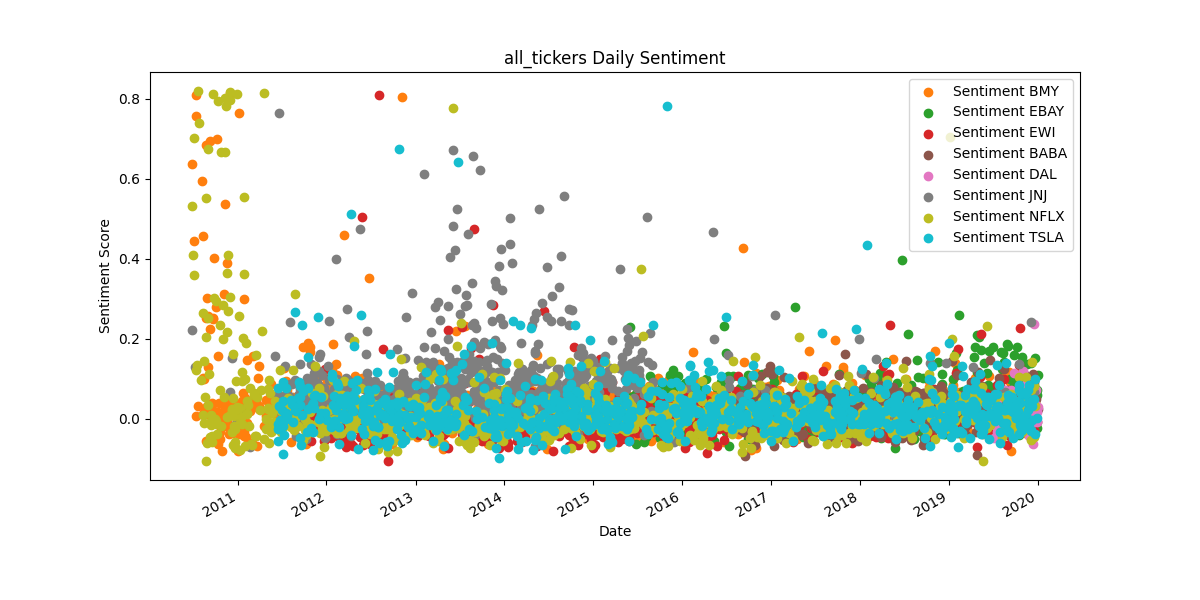 all_tickers Daily Sentiment
Sentiment Score
0.8
0.6
0.4
0.2
0.0
Sentiment BMY
Sentiment EBAY
Sentiment EWI
Sentiment BABA
Sentiment DAL
Sentiment JNJ
Sentiment NFLX
Sentiment TSLA
2011
2012
2013
2014
2015
2016
2017
2018
2019
2020
Date